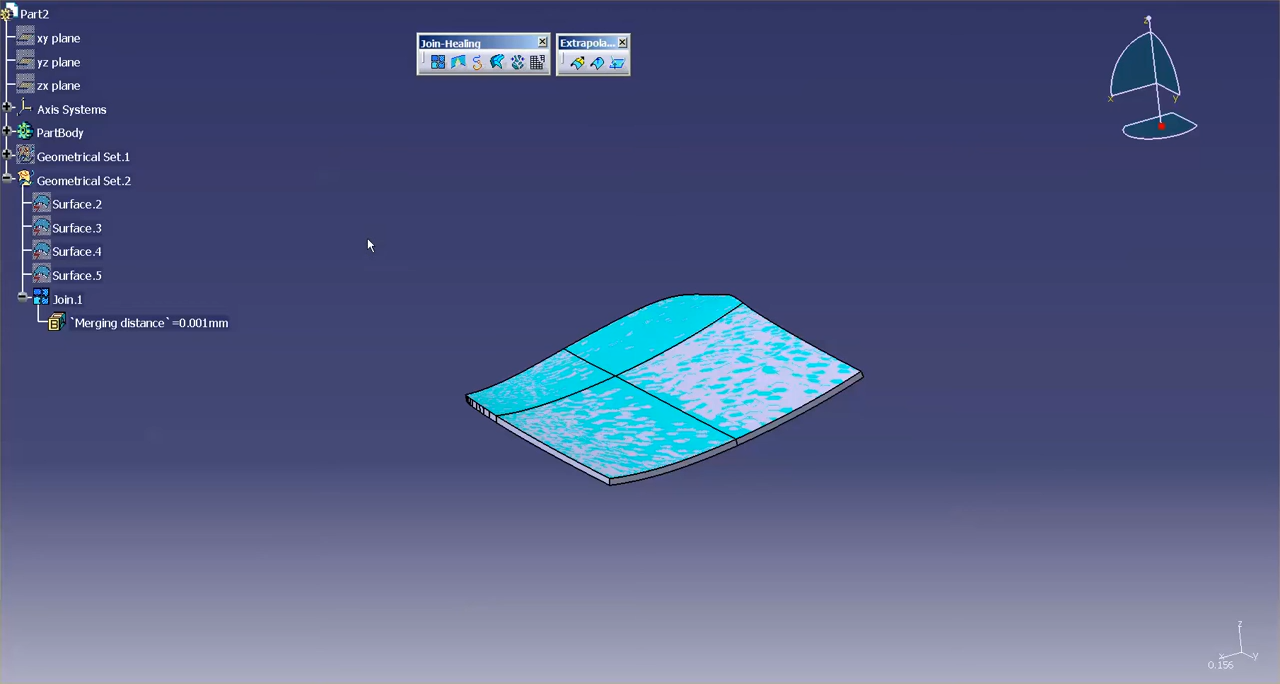 Part2
xy plane
yz plane
zx plane
Axis Systems
PartBody
Geometrical Set.1
Geometrical Set.2
Surface.2
Surface.3
Surface.4
Surface.5
Join.1
`Merging distance`=0.001mm
Join-Healing
Extrapola...
z
x
y
z
x
y
0.156